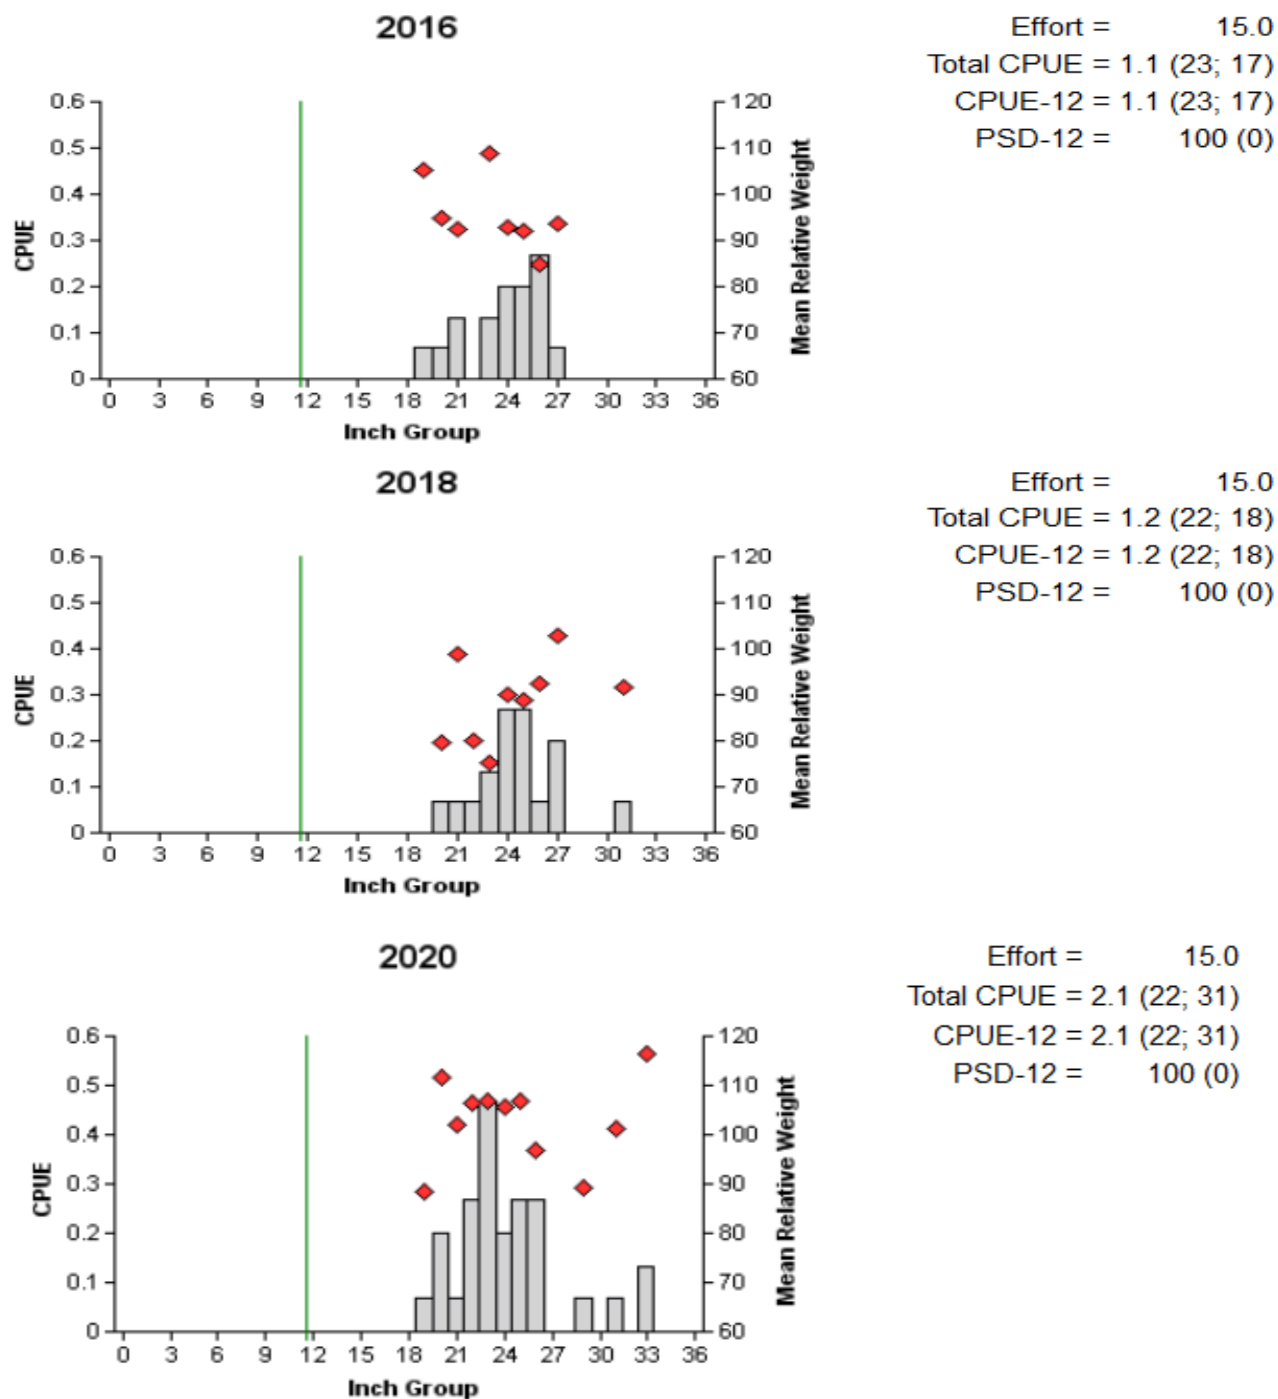 2016
Effort = 15.0
Total CPUE = 1.1 (23; 17)
CPUE-12 = 1.1 (23; 17)
PSD-12 = 100 (0)
0.6 120
0.5 110
0.4 100
0.3 90
0.2 80
0.1 70
0 60
CPUE
Mean Relative Weight
0 3 6 9 12 15 18 21 24 27 30 33 36
Inch Group
2018
Effort = 15.0
Total CPUE = 1.2 (22; 18)
CPUE-12 = 1.2 (22; 18)
PSD-12 = 100 (0)
0.6 120
0.5 110
0.4 100
0.3 90
0.2 80
0.1 70
0 60
CPUE
Mean Relative Weight
0 3 6 9 12 15 18 21 24 27 30 33 36
Inch Group
2020
Effort = 15.0
Total CPUE = 2.1 (22; 31)
CPUE-12 = 2.1 (22; 31)
PSD-12 = 100 (0)
0.6 120
0.5 110
0.4 100
0.3 90
0.2 80
0.1 70
0 60
CPUE
Mean Relative Weight
0 3 6 9 12 15 18 21 24 27 30 33 36
Inch Group